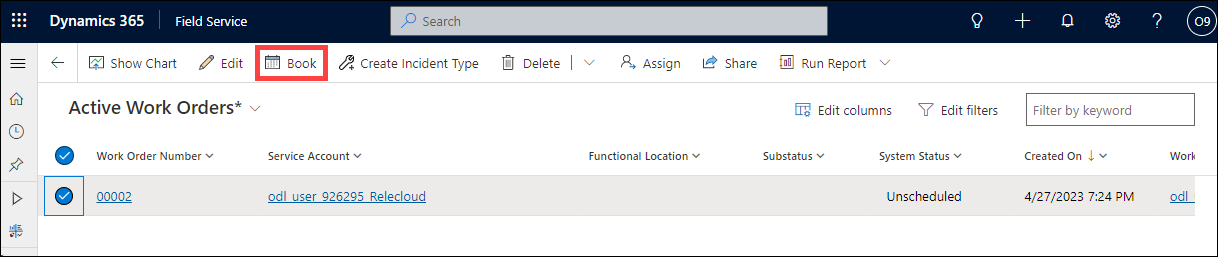 Dynamics 365 Field Service Search ? O9
Show Chart Edit Book Create Incident Type Delete Assign Share Run Report
Active Work Orders* Edit columns Edit filters Filter by keyword
Work Order Number Service Account Functional Location Substatus System Status Created On Work
00002 odl_user_926295_Relecloud Unscheduled 4/27/2023 7:24 PM odl_